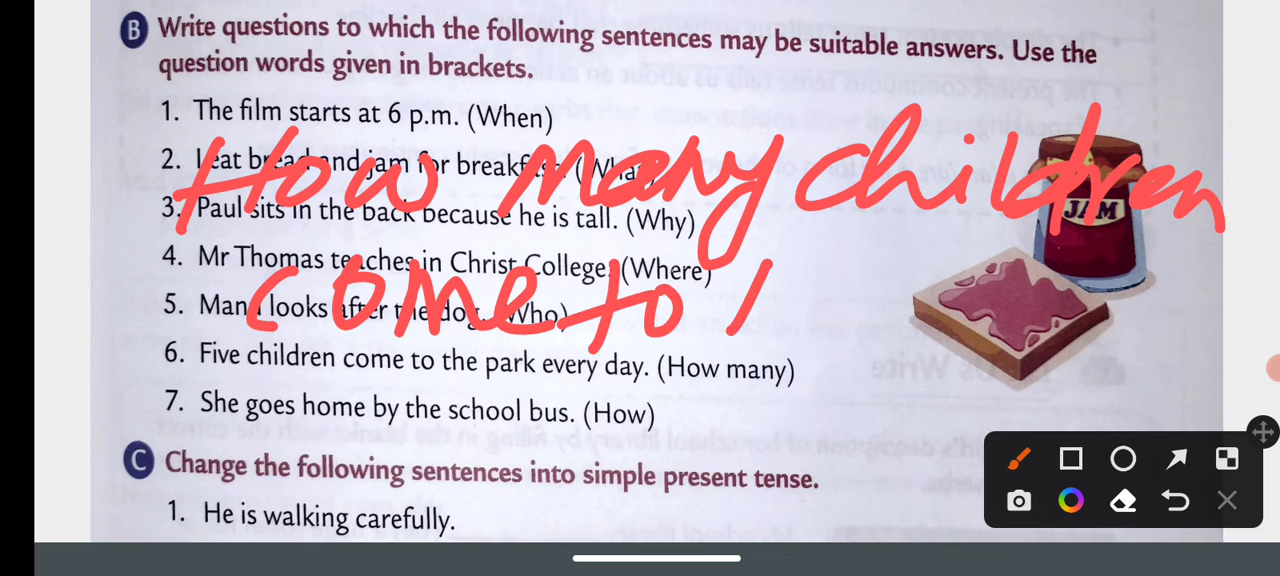 B Write questions to which the following sentences may be suitable answers. Use the
question words given in brackets.
1. The film starts at 6 p.m. (When)
2. I eat bread and jam for breakfast. (What)
How many children
3. Paul sits in the back because he is tall. (Why)
JAM
4. Mr Thomas teaches in Christ College. (Where)
come to
5. looks after the dog. (Who)
6. Five children come to the park every day. (How many)
7. She goes home by the school bus. (How)
C Change the following sentences into simple present tense.
1. He is walking carefully.